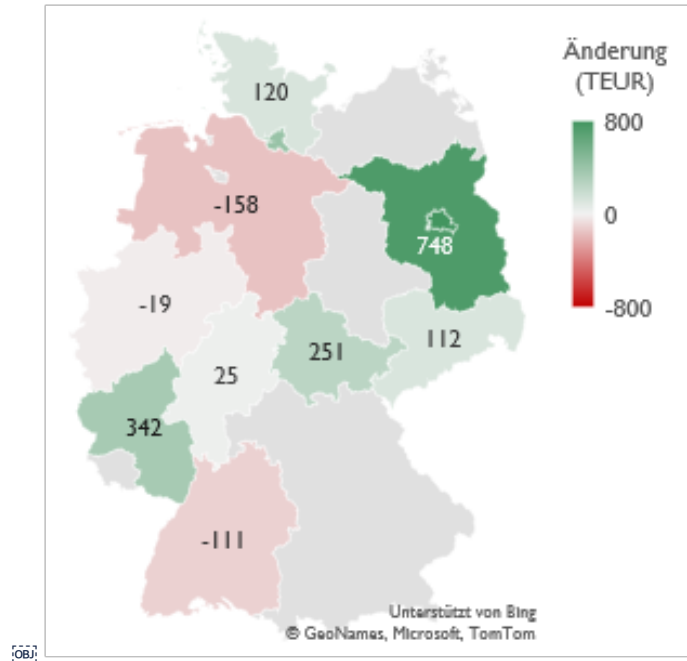 Änderung
(TEUR)
800
0
-800
120
-158
748
-19
251
112
25
342
-111
Unterstützt von Bing
© GeoNames, Microsoft, TomTom
OBJ